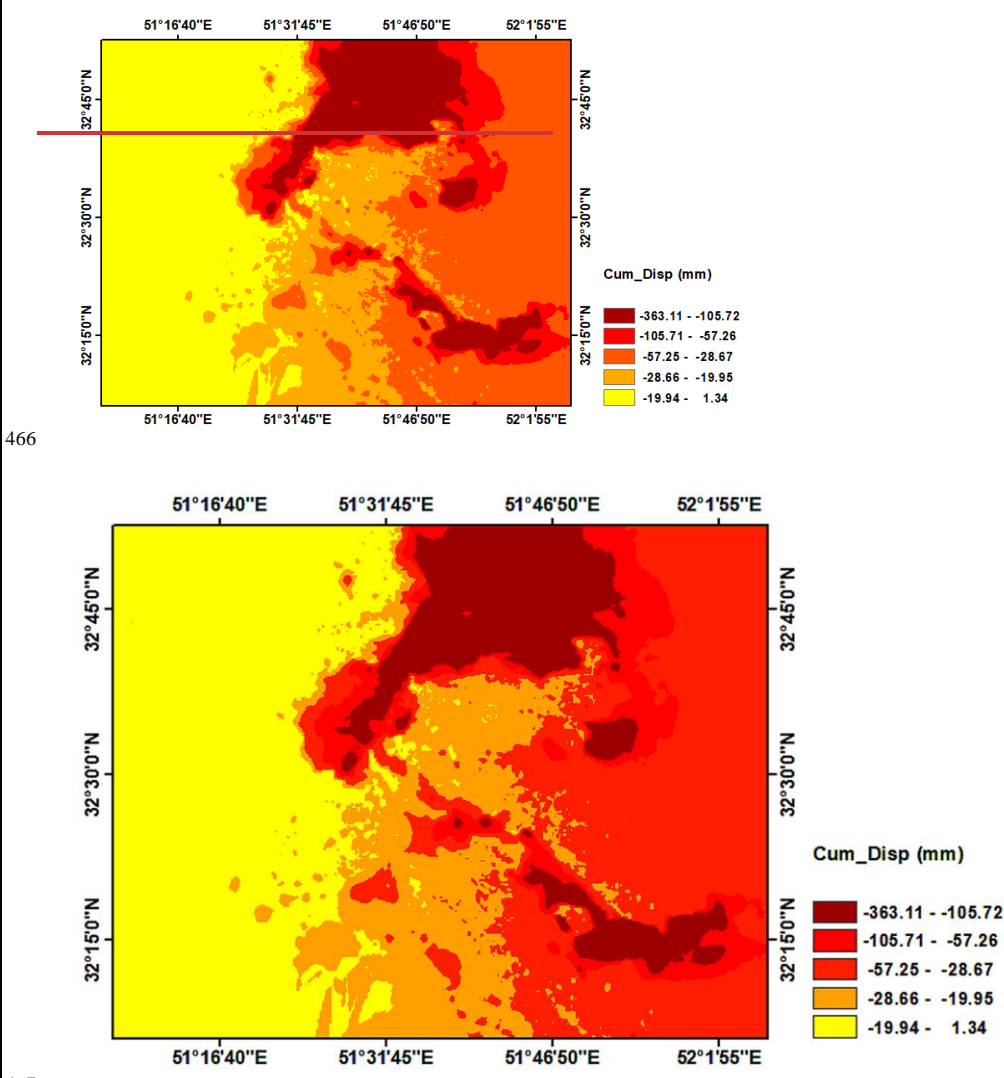 51°16'40"E 51°31'45"E 51°46'50"E 52°1'55"E
32°45'0"N
32°45'0"N
32°30'0"N
32°30'0"N
32°15'0"N
32°15'0"N
Cum_Disp (mm)
-363.11 - -105.72
-105.71 - -57.26
-57.25 - -28.67
-28.66 - -19.95
-19.94 - 1.34
51°16'40"E 51°31'45"E 51°46'50"E 52°1'55"E
466
51°16'40"E 51°31'45"E 51°46'50"E 52°1'55"E
32°45'0"N
32°45'0"N
32°30'0"N
32°30'0"N
32°15'0"N
32°15'0"N
Cum_Disp (mm)
-363.11 - -105.72
-105.71 - -57.26
-57.25 - -28.67
-28.66 - -19.95
-19.94 - 1.34
51°16'40"E 51°31'45"E 51°46'50"E 52°1'55"E